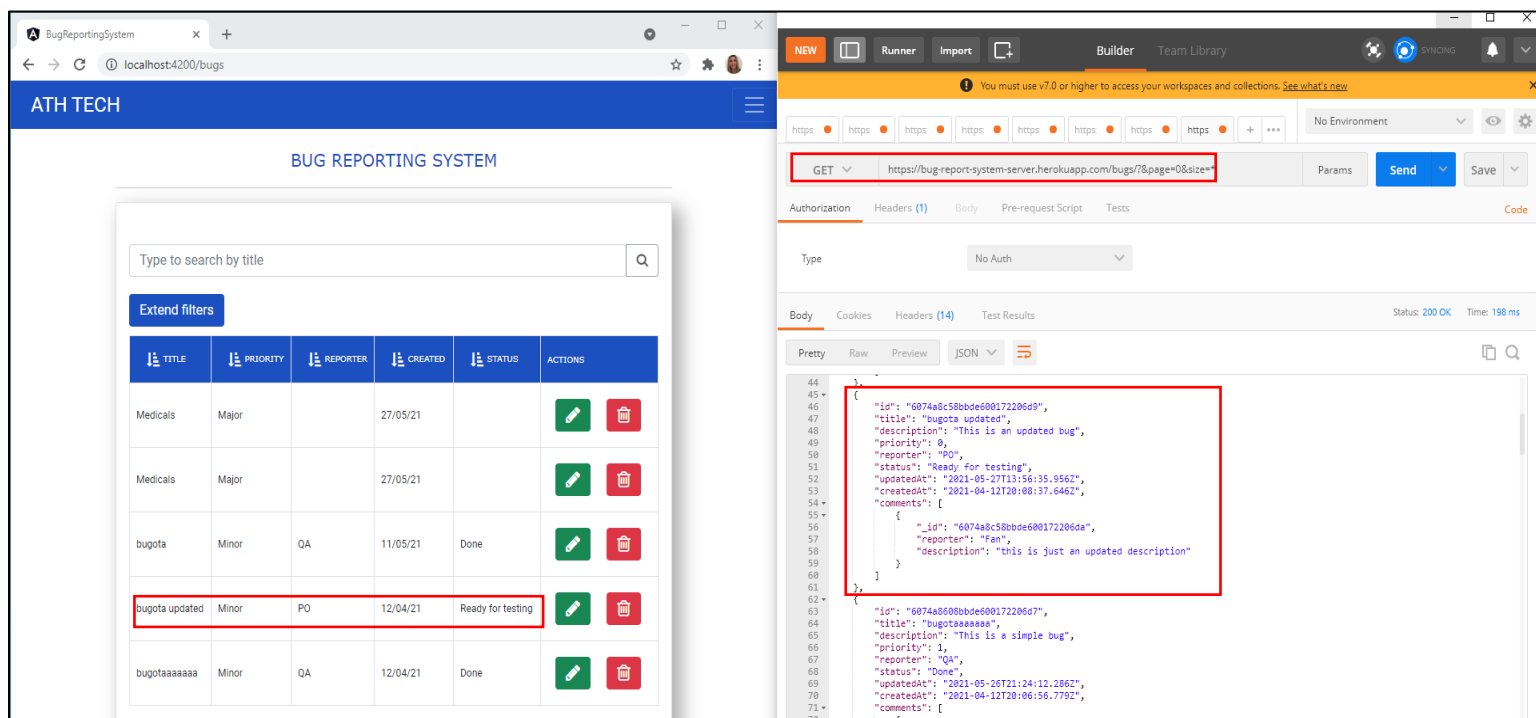 BugReportingSystem
localhost:4200/bugs
ATH TECH
BUG REPORTING SYSTEM
Type to search by title
Extend filters
TITLE PRIORITY REPORTER CREATED STATUS ACTIONS
Medicals Major 27/05/21
Medicals Major 27/05/21
bugota Minor QA 11/05/21 Done
bugota updated Minor PO 12/04/21 Ready for testing
bugotaaaaaaa Minor QA 12/04/21 Done
NEW Runner Import Builder Team Library SYNCING
You must use v7.0 or higher to access your workspaces and collections. See what's new
https: https: https: https: https: https: https: https: + ••• No Environment
GET https://bug-report-system-server.herokuapp.com/bugs/?&page=0&size=* Params Send Save
Authorization Headers (1) Body Pre-request Script Tests Code
Type No Auth
Body Cookies Headers (14) Test Results Status: 200 OK Time: 198 ms
Pretty Raw Preview JSON
44 },
45 {
46 "id": "6074a8c58bbde600172206d9",
47 "title": "bugota updated",
48 "description": "This is an updated bug",
49 "priority": 0,
50 "reporter": "PO",
51 "status": "Ready for testing",
52 "updatedAt": "2021-05-27T13:56:35.956Z",
53 "createdAt": "2021-04-12T20:08:37.646Z",
54 "comments": [
55 {
56 "_id": "6074a8c58bbde600172206da",
57 "reporter": "Fan",
58 "description": "this is just an updated description"
59 }
60 ]
61 },
62 {
63 "id": "6074a8608bbde600172206d7",
64 "title": "bugotaaaaaaa",
65 "description": "This is a simple bug",
66 "priority": 1,
67 "reporter": "QA",
68 "status": "Done",
69 "updatedAt": "2021-05-26T21:24:12.286Z",
70 "createdAt": "2021-04-12T20:06:56.779Z",
71 "comments": [